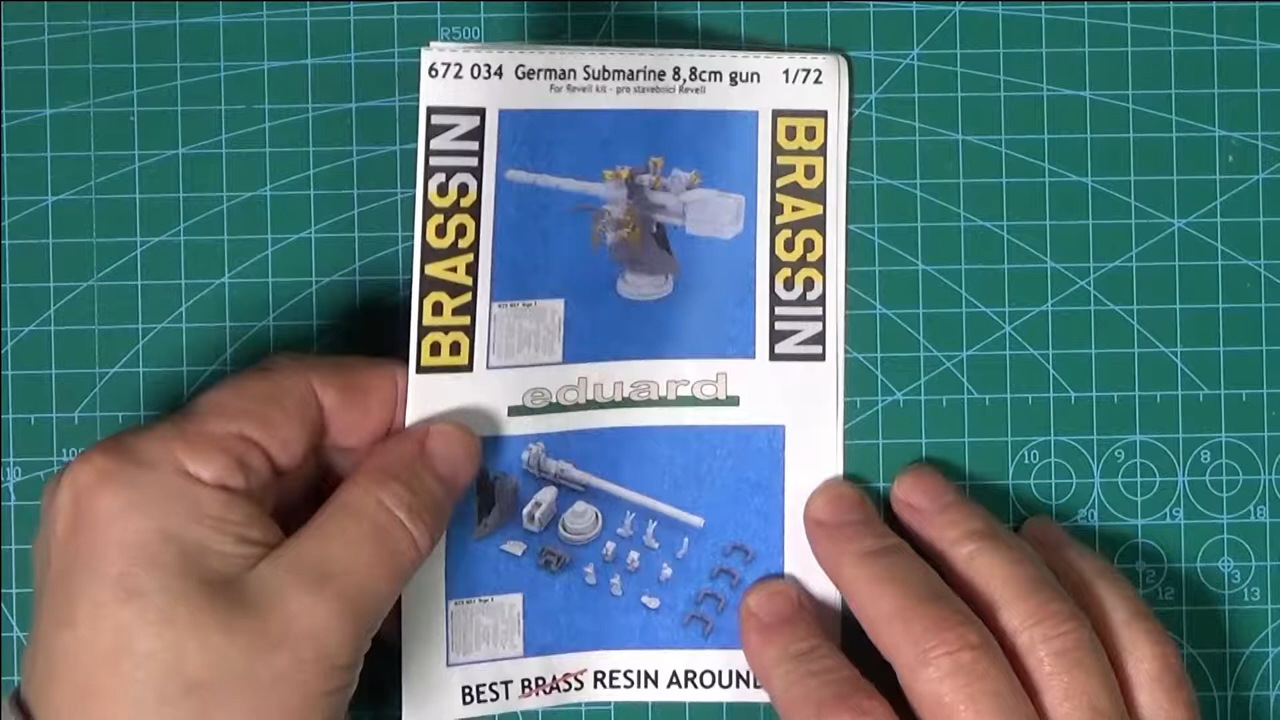 R500
672 034 German Submarine 8,8cm gun 1/72
For Revell kit - pro stavebnici Revell
BRASSIN
BRASSIN
eduard
BEST BRASS RESIN AROUND
10
9
8
20
19
18
2
12
3
13